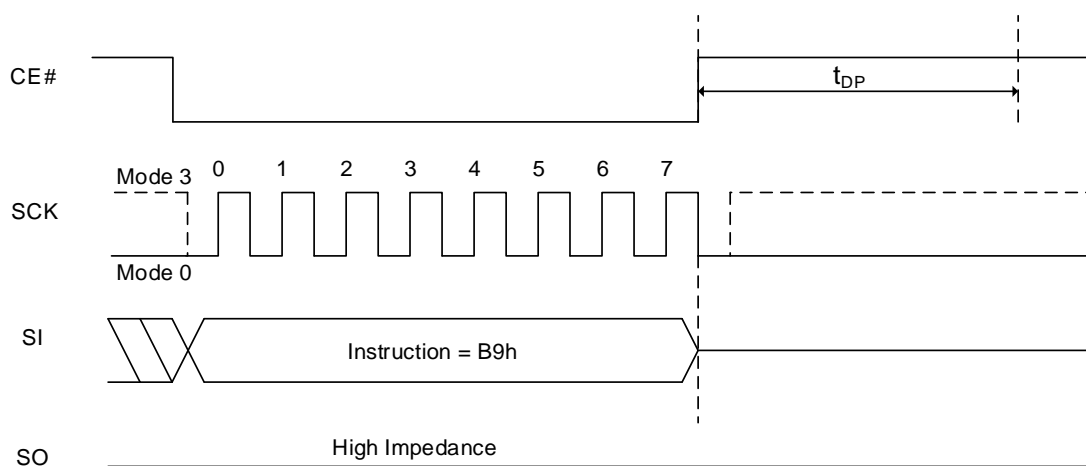 CE#
t_DP
Mode 3
0 1 2 3 4 5 6 7
SCK
Mode 0
SI
Instruction = B9h
SO
High Impedance